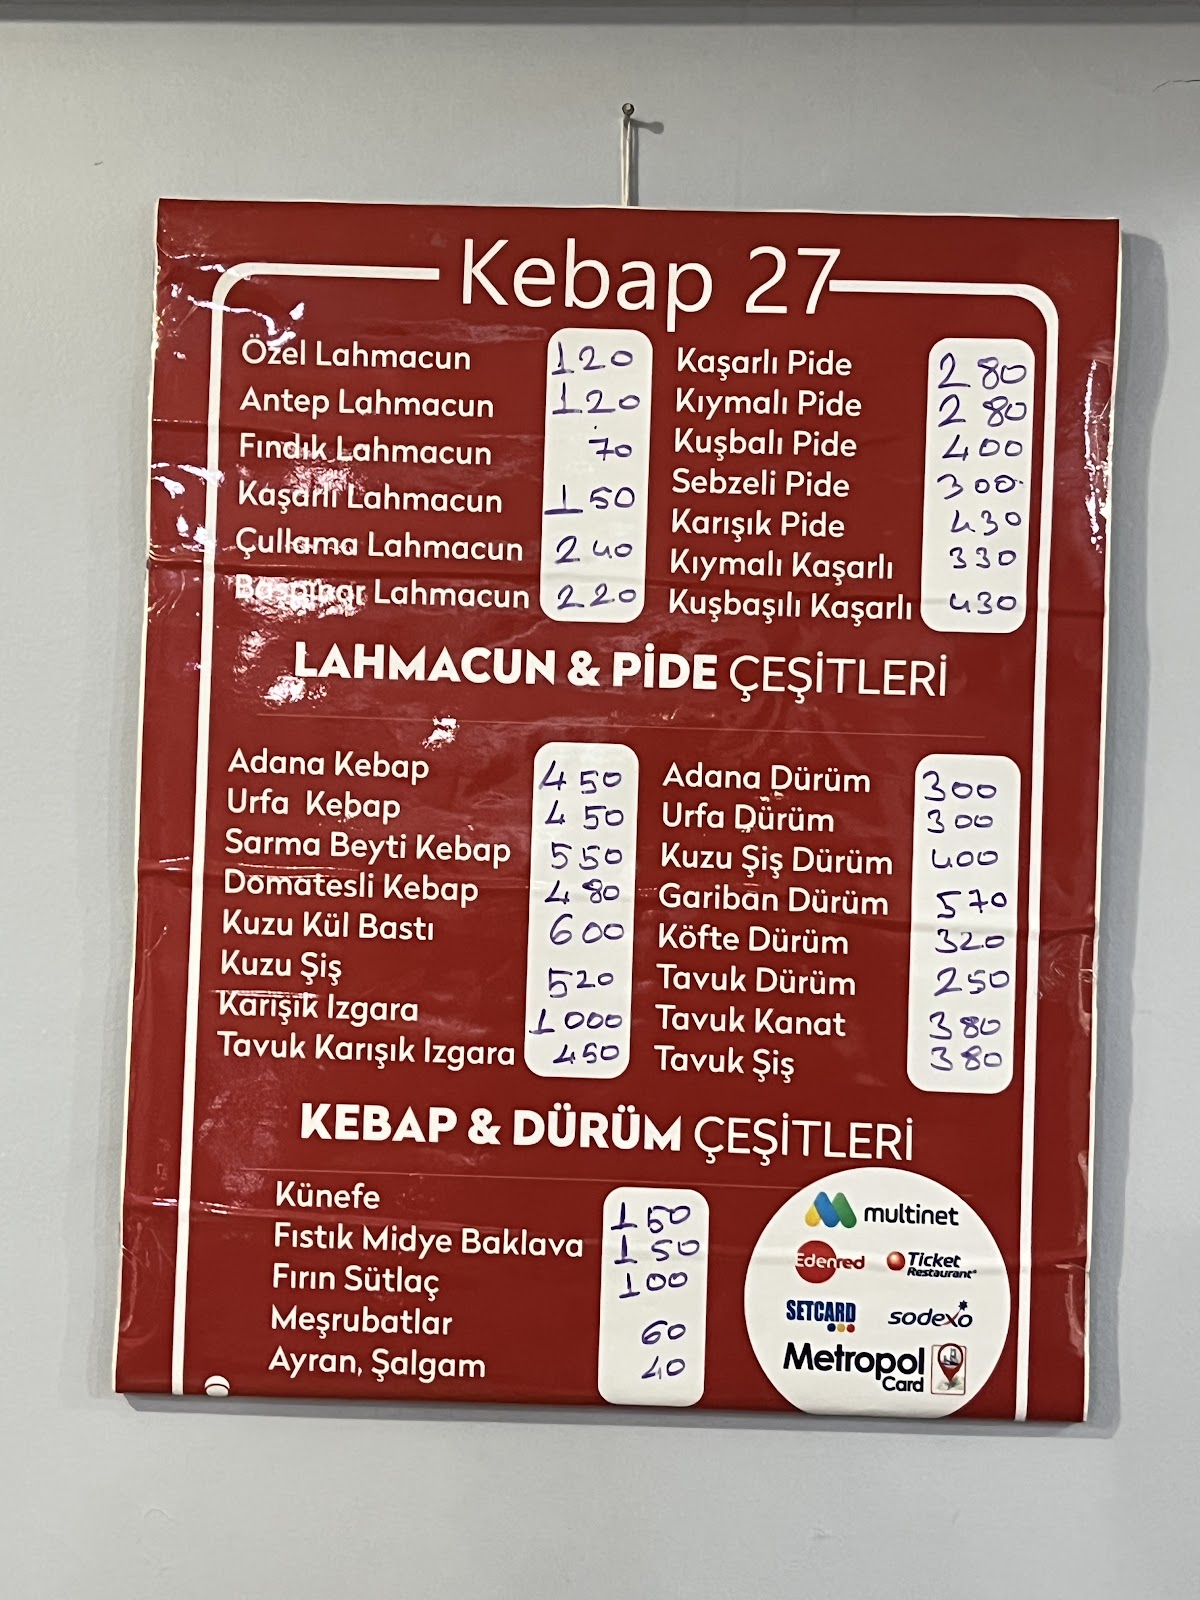 Kebap 27
Özel Lahmacun 120
Antep Lahmacun 120
Fındık Lahmacun 70
Kaşarlı Lahmacun 150
Çullama Lahmacun 240
Başpınar Lahmacun 220
Kaşarlı Pide 280
Kıymalı Pide 280
Kuşbalı Pide 400
Sebzeli Pide 300
Karışık Pide 430
Kıymalı Kaşarlı 330
Kuşbaşılı Kaşarlı 430
LAHMACUN & PİDE ÇEŞİTLERİ
Adana Kebap 450
Urfa Kebap 450
Sarma Beyti Kebap 550
Domatesli Kebap 480
Kuzu Kül Bastı 600
Kuzu Şiş 520
Karışık Izgara 1000
Tavuk Karışık Izgara 450
Adana Dürüm 300
Urfa Dürüm 300
Kuzu Şiş Dürüm 400
Gariban Dürüm 570
Köfte Dürüm 320
Tavuk Dürüm 250
Tavuk Kanat 380
Tavuk Şiş 380
KEBAP & DÜRÜM ÇEŞİTLERİ
Künefe 150
Fıstık Midye Baklava 150
Fırın Sütlaç 100
Meşrubatlar 60
Ayran, Şalgam 40
multinet
Edenred
Ticket
Restaurant
SETCARD
sodexo
Metropol
Card